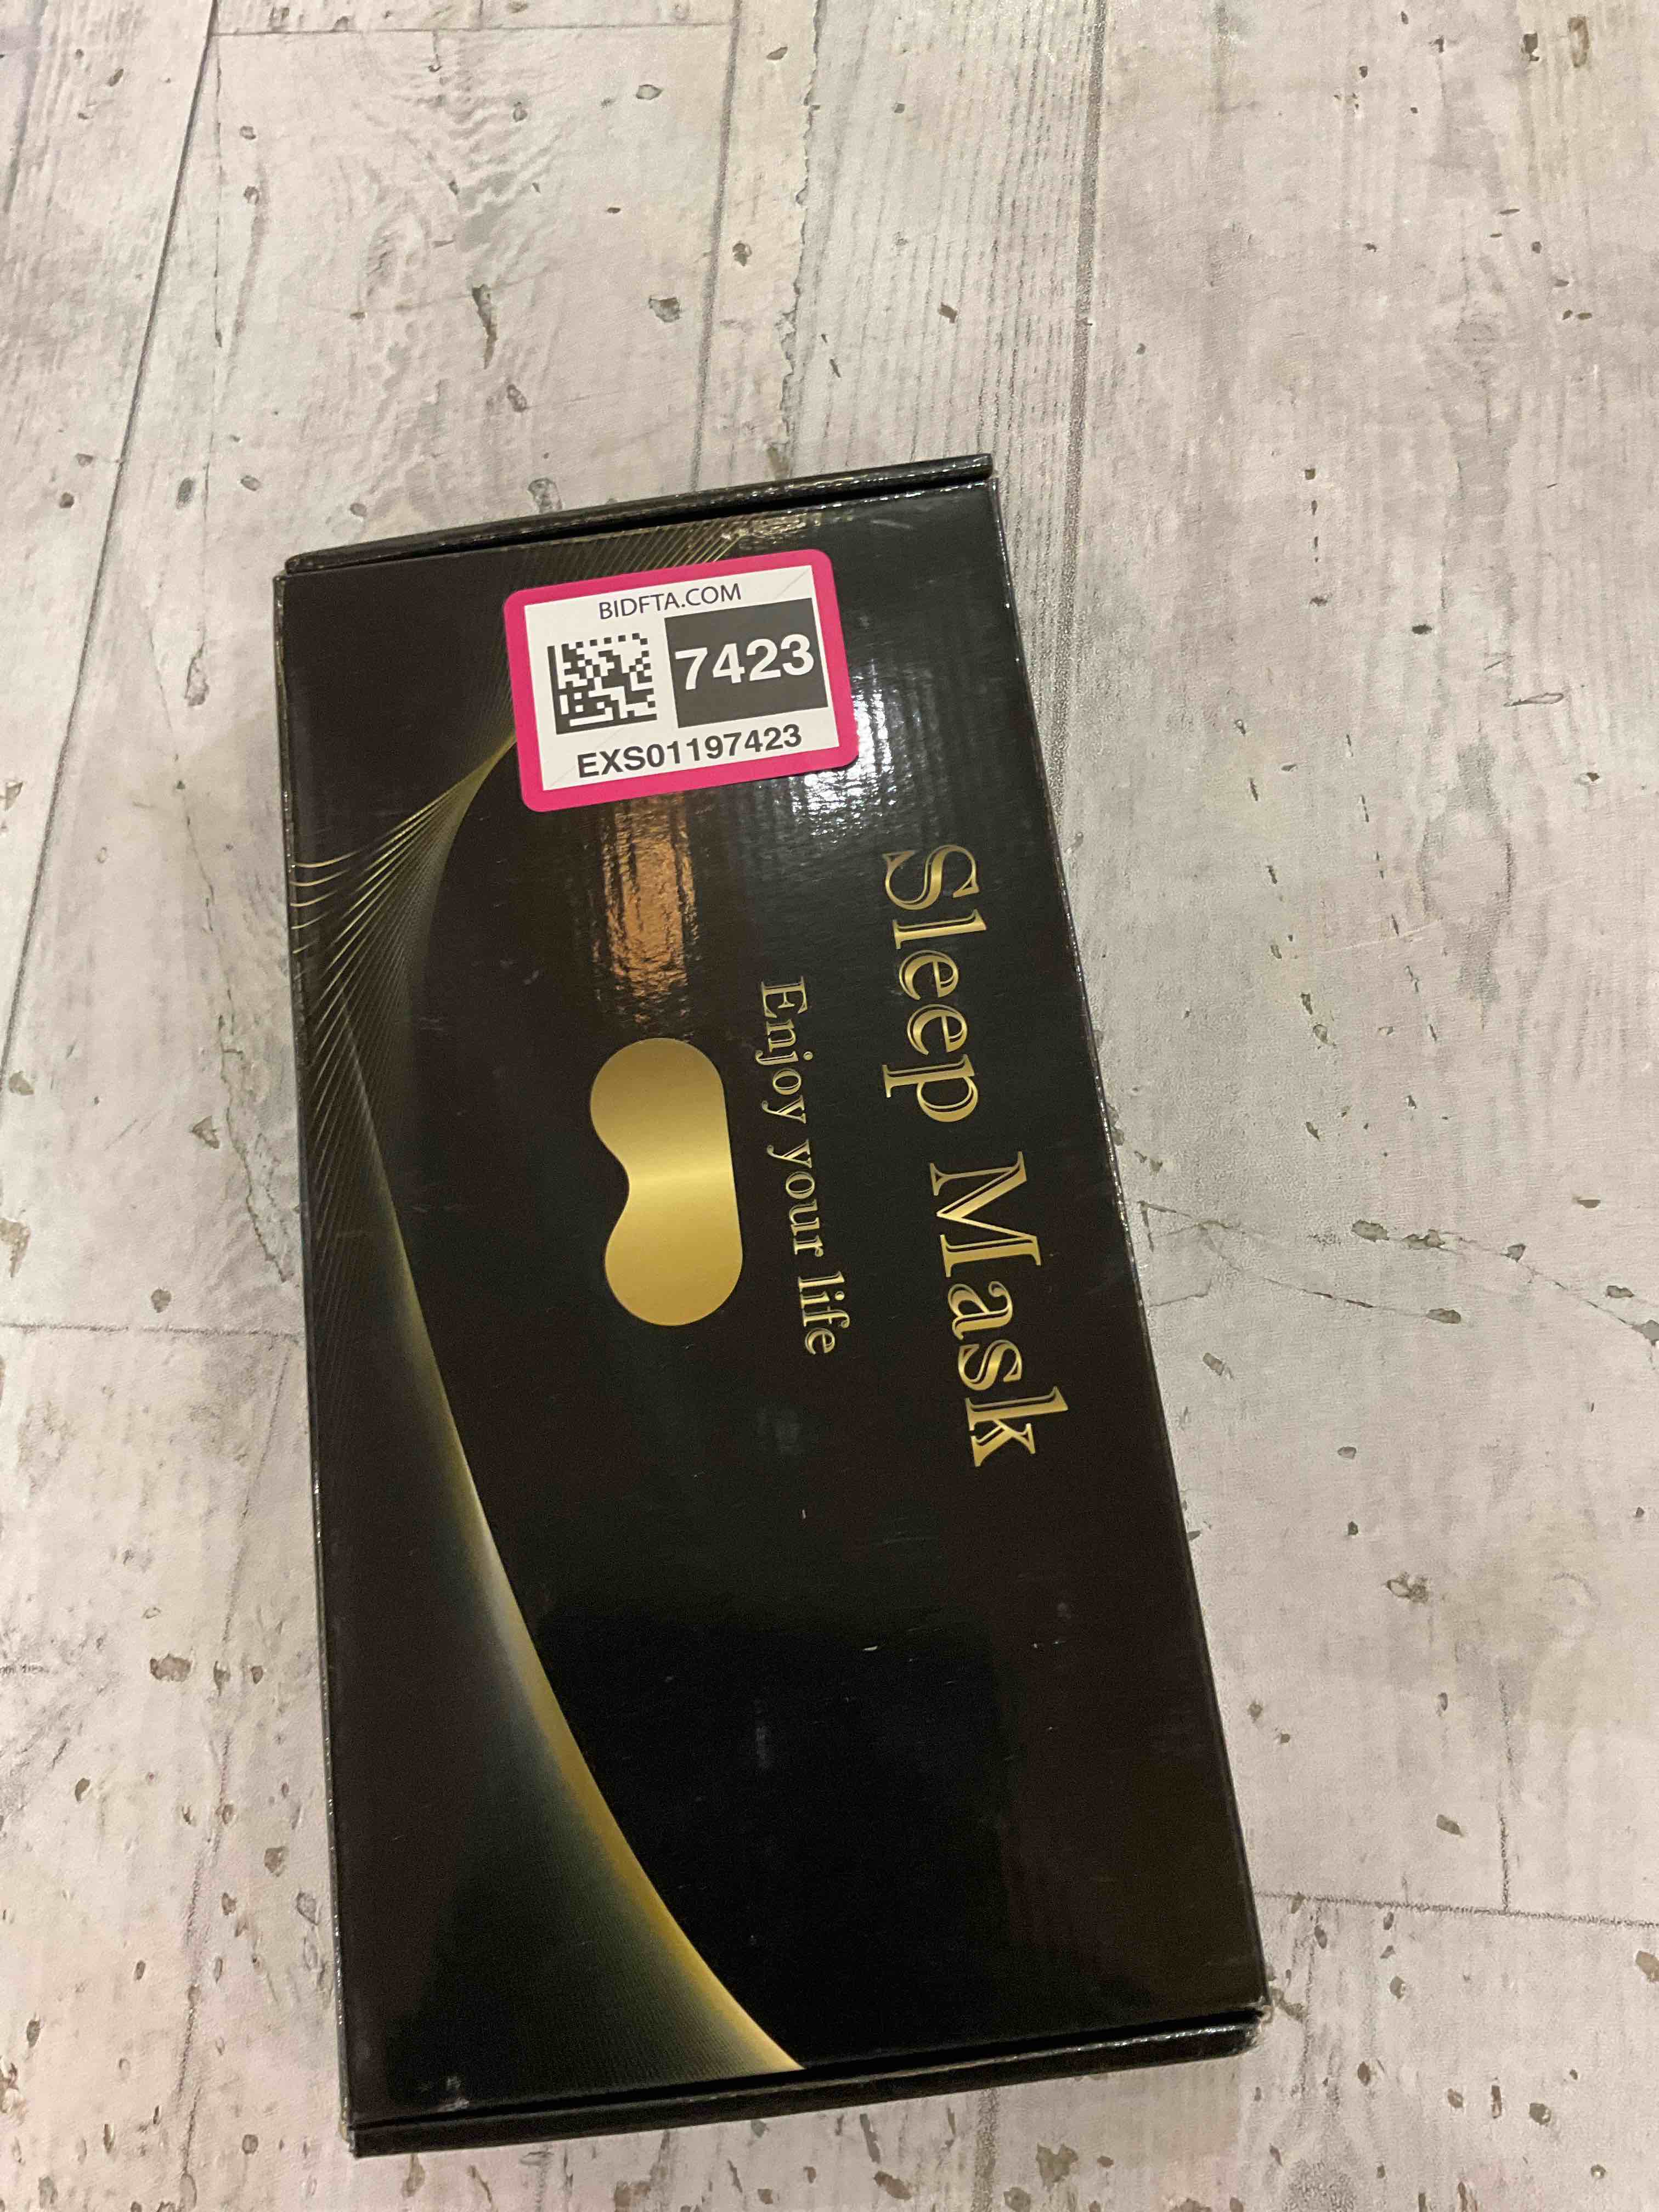 BIDFTA.COM
7423
EXS01197423
Sleep Mask
Enjoy your life